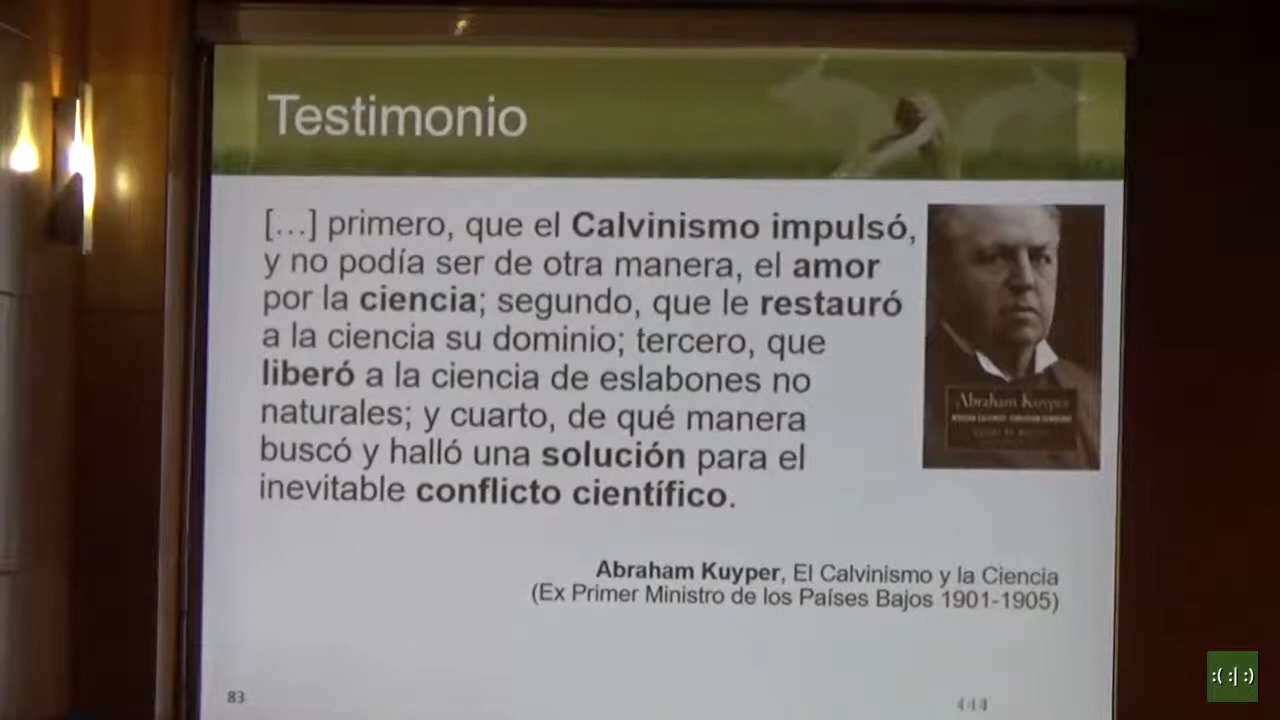 Testimonio
[...] primero, que el Calvinismo impulsó,
y no podía ser de otra manera, el amor
por la ciencia; segundo, que le restauró
a la ciencia su dominio; tercero, que
liberó a la ciencia de eslabones no
naturales; y cuarto, de qué manera
buscó y halló una solución para el
inevitable conflicto científico.
Abraham Kuyper
Abraham Kuyper, El Calvinismo y la Ciencia
(Ex Primer Ministro de los Países Bajos 1901-1905)
83
:( :| :)